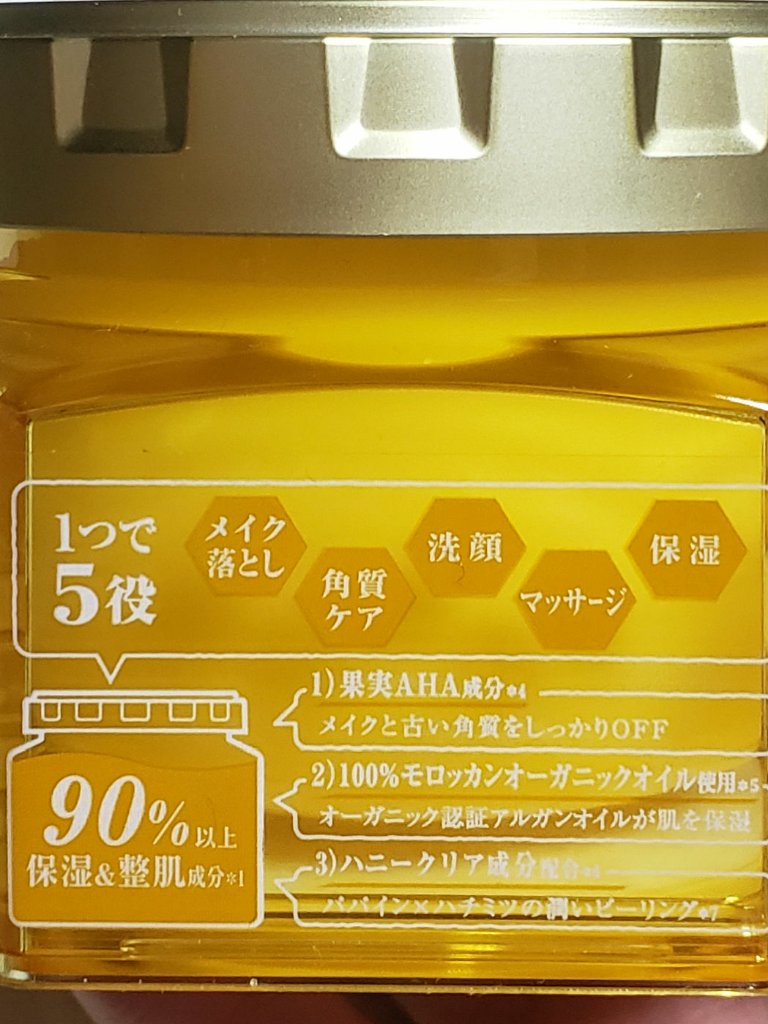 1つで
5役
メイク
落とし
角質
ケア
洗顔
マッサージ
保湿
90%以上
保湿&整肌成分*1
1)果実AHA成分*4
メイクと古い角質をしっかりOFF
2)100%モロッカンオーガニックオイル使用*5
オーガニック認証アルガンオイルが肌を保湿
3)ハニークリア成分配合
パパイン×ハチミツの潤いピーリング*7